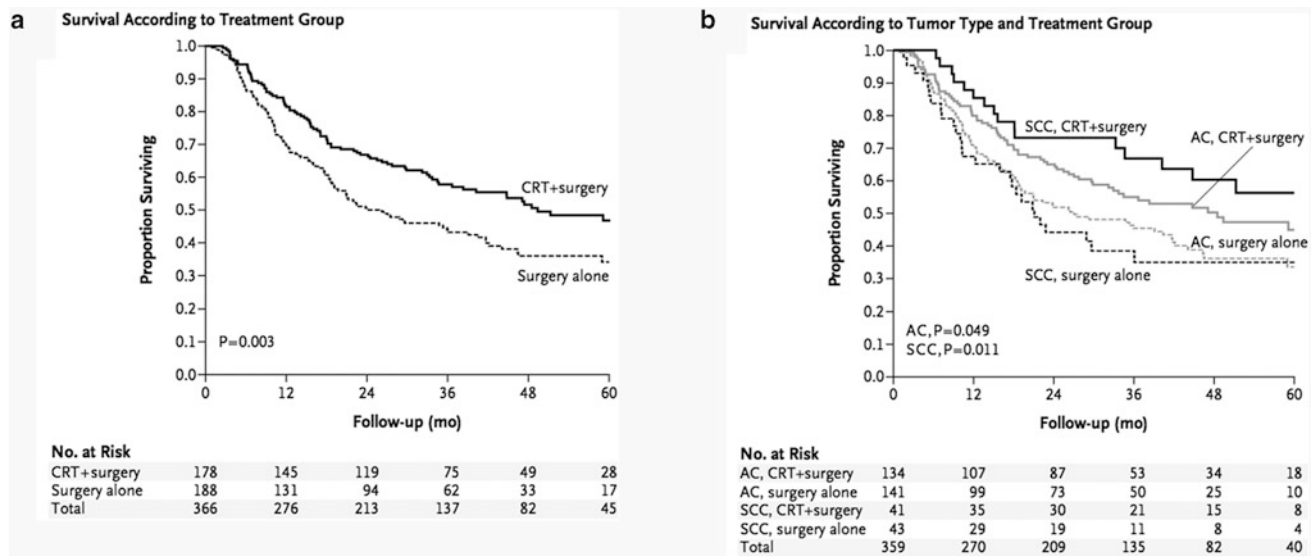 a
Survival According to Treatment Group
1.0
0.9
0.8
0.7
0.6
0.5
0.4
0.3
0.2
0.1
0.0
Proportion Surviving
CRT+surgery
Surgery alone
P=0.003
0 12 24 36 48 60
Follow-up (mo)
No. at Risk
CRT+surgery 178 145 119 75 49 28
Surgery alone 188 131 94 62 33 17
Total 366 276 213 137 82 45
b
Survival According to Tumor Type and Treatment Group
1.0
0.9
0.8
0.7
0.6
0.5
0.4
0.3
0.2
0.1
0.0
Proportion Surviving
SCC, CRT+surgery
AC, CRT+surgery
AC, surgery alone
SCC, surgery alone
AC, P=0.049
SCC, P=0.011
0 12 24 36 48 60
Follow-up (mo)
No. at Risk
AC, CRT+surgery 134 107 87 53 34 18
AC, surgery alone 141 99 73 50 25 10
SCC, CRT+surgery 41 35 30 21 15 8
SCC, surgery alone 43 29 19 11 8 4
Total 359 270 209 135 82 40